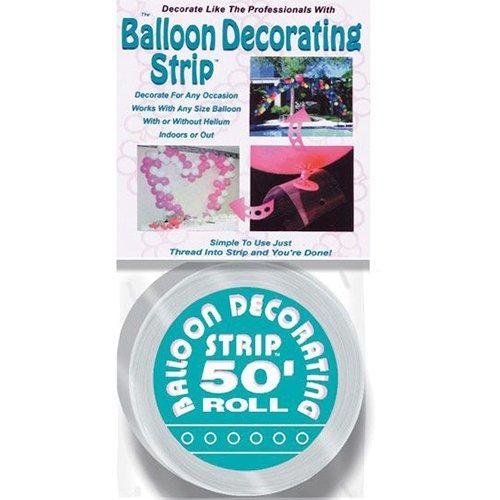 Decorate Like The Professionals With
The
Balloon Decorating
Strip™
Decorate For Any Occasion
Works With Any Size Balloon
With or Without Helium
Indoors or Out
Simple To Use Just
Thread Into Strip and You're Done!
BALLOON DECORATING
STRIP™
50'
ROLL